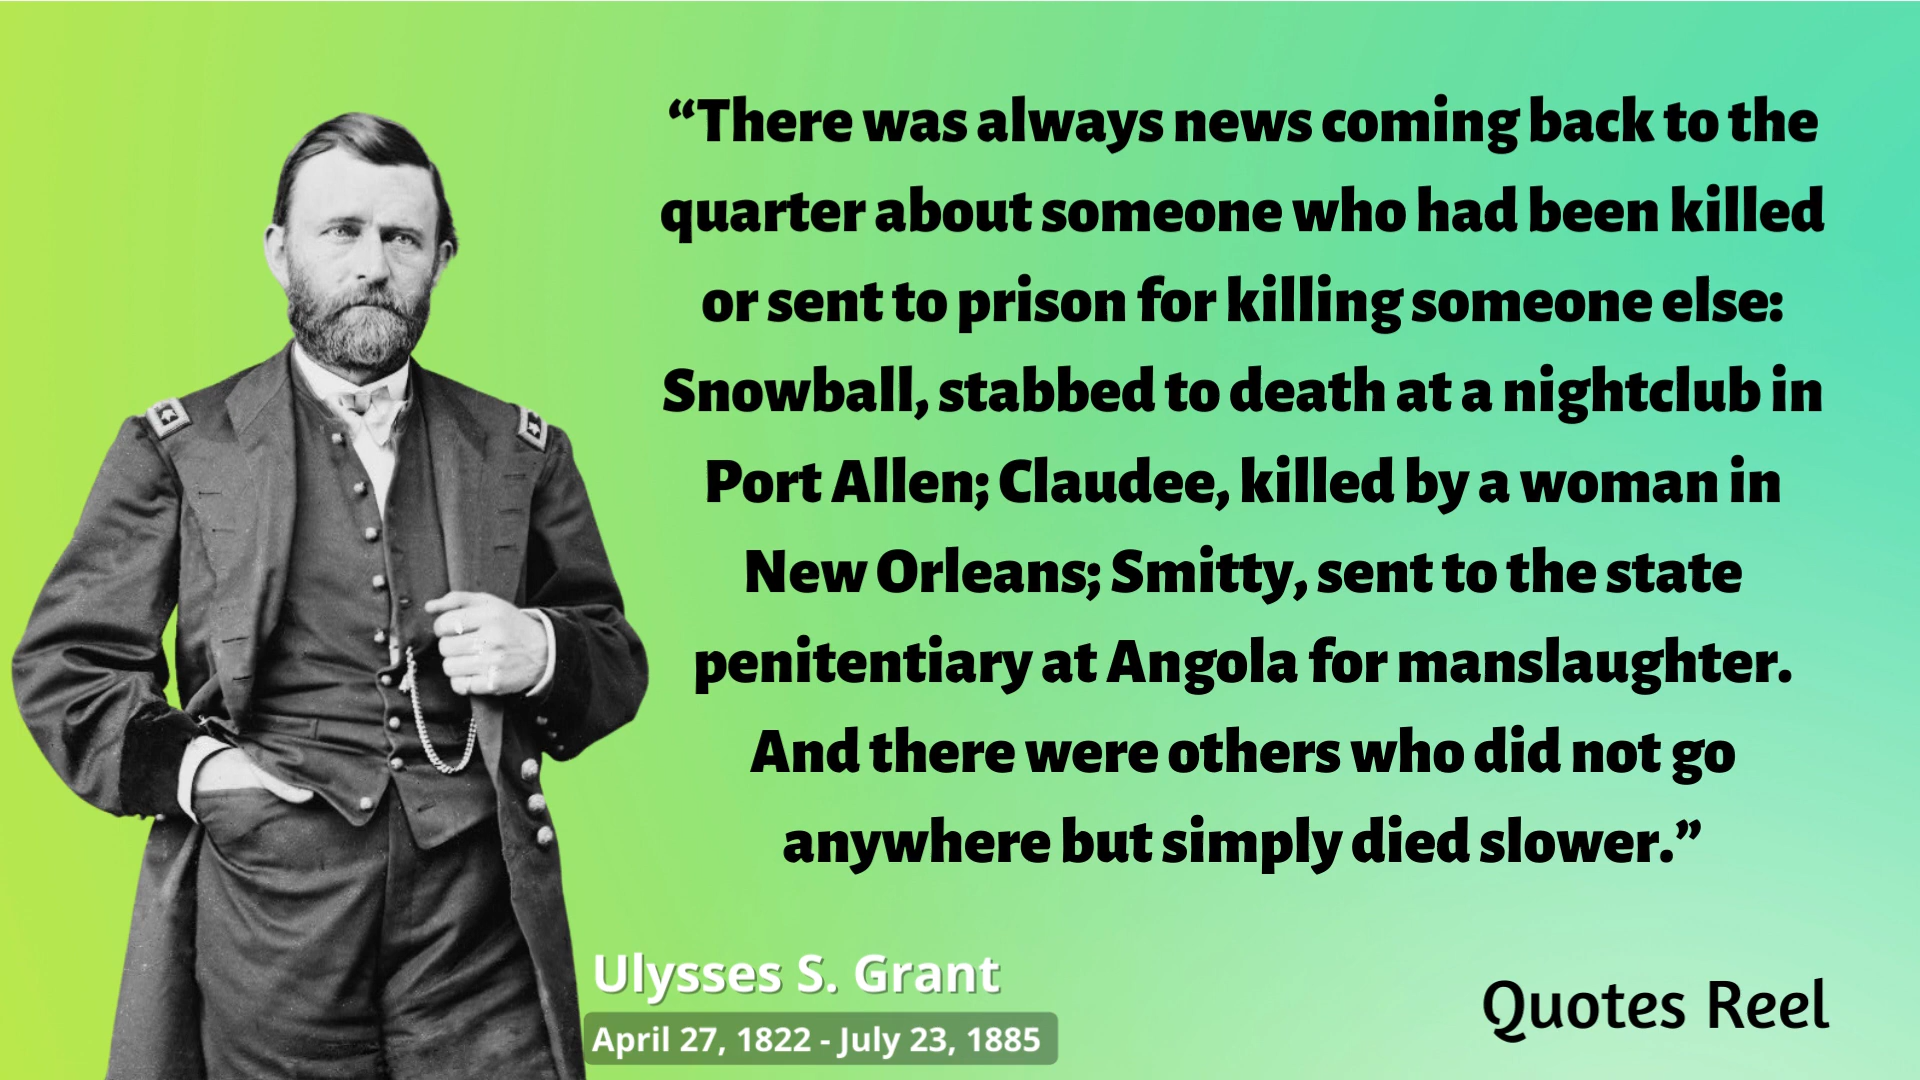 “There was always news coming back to the
quarter about someone who had been killed
or sent to prison for killing someone else:
Snowball, stabbed to death at a nightclub in
Port Allen; Claudee, killed by a woman in
New Orleans; Smitty, sent to the state
penitentiary at Angola for manslaughter.
And there were others who did not go
anywhere but simply died slower.”
Ulysses S. Grant
April 27, 1822 - July 23, 1885
Quotes Reel